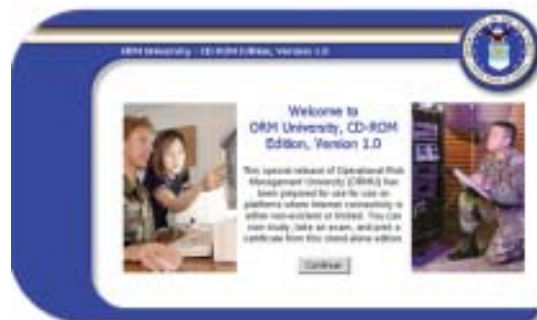 ORM University - CD-ROM Edition, Version 1.0
Welcome to
ORM University, CD-ROM
Edition, Version 1.0
This special release of Operational Risk
Management University (ORMU) has
been prepared for use for use on
platforms where internet connectivity is
either non-existent or limited. You can
now study, take an exam, and print a
certificate from this stand alone edition.
Continue